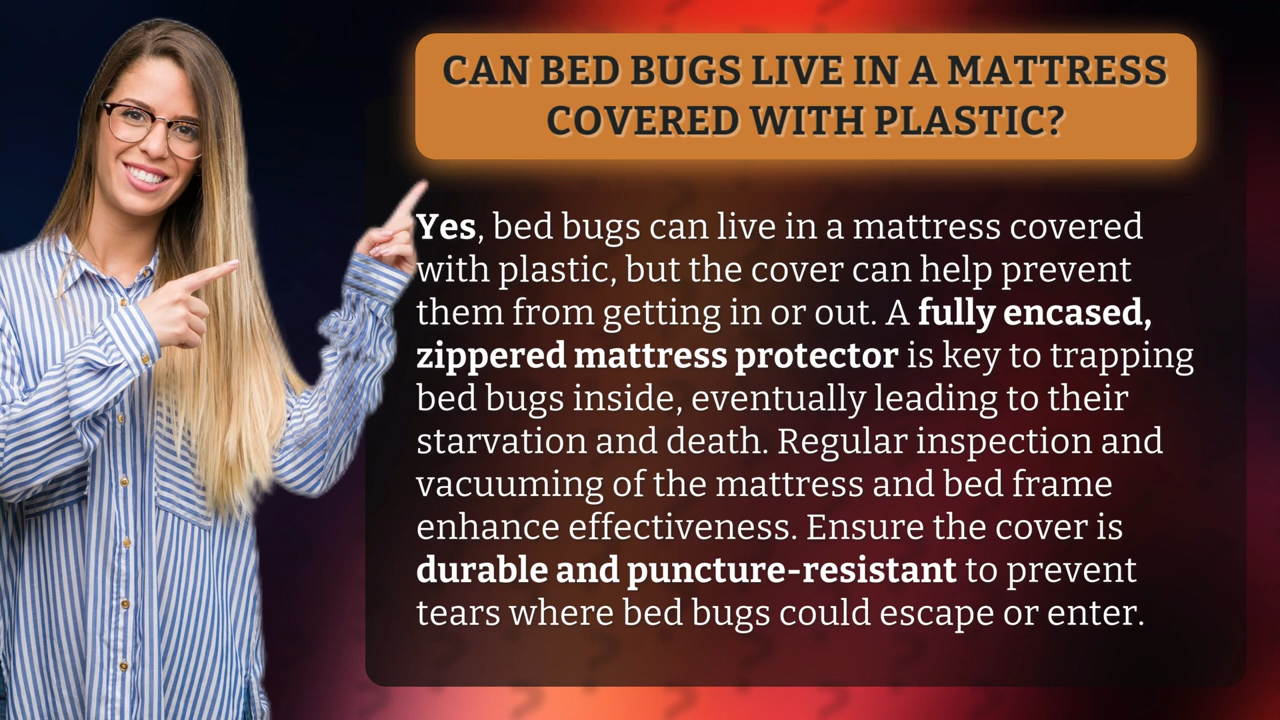 CAN BED BUGS LIVE IN A MATTRESS
COVERED WITH PLASTIC?
Yes, bed bugs can live in a mattress covered
with plastic, but the cover can help prevent
them from getting in or out. A fully encased,
zippered mattress protector is key to trapping
bed bugs inside, eventually leading to their
starvation and death. Regular inspection and
vacuuming of the mattress and bed frame
enhance effectiveness. Ensure the cover is
durable and puncture-resistant to prevent
tears where bed bugs could escape or enter.